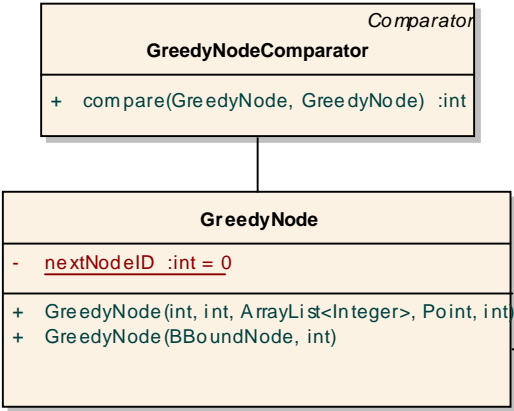 Comparator
GreedyNodeComparator
+ compare(GreedyNode, GreedyNode) :int
GreedyNode
- nextNodeID :int = 0
+ GreedyNode(int, int, ArrayList<Integer>, Point, int)
+ GreedyNode(BBoundNode, int)